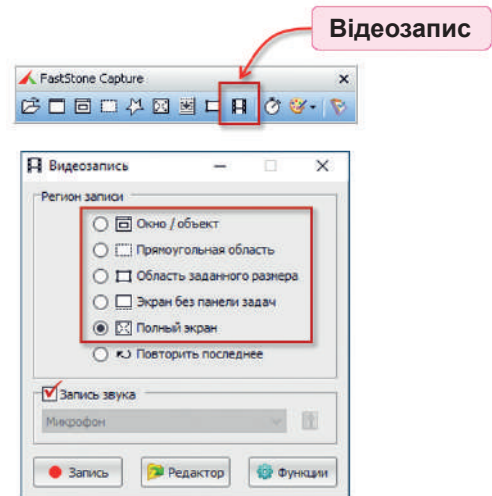 Відеозапис
FastStone Capture
Видеозапись
Регион записи
Окно / объект
Прямоугольная область
Область заданного размера
Экран без панели задач
Полный экран
Повторить последнее
Запись звука
Микрофон
Запись
Редактор
Функции